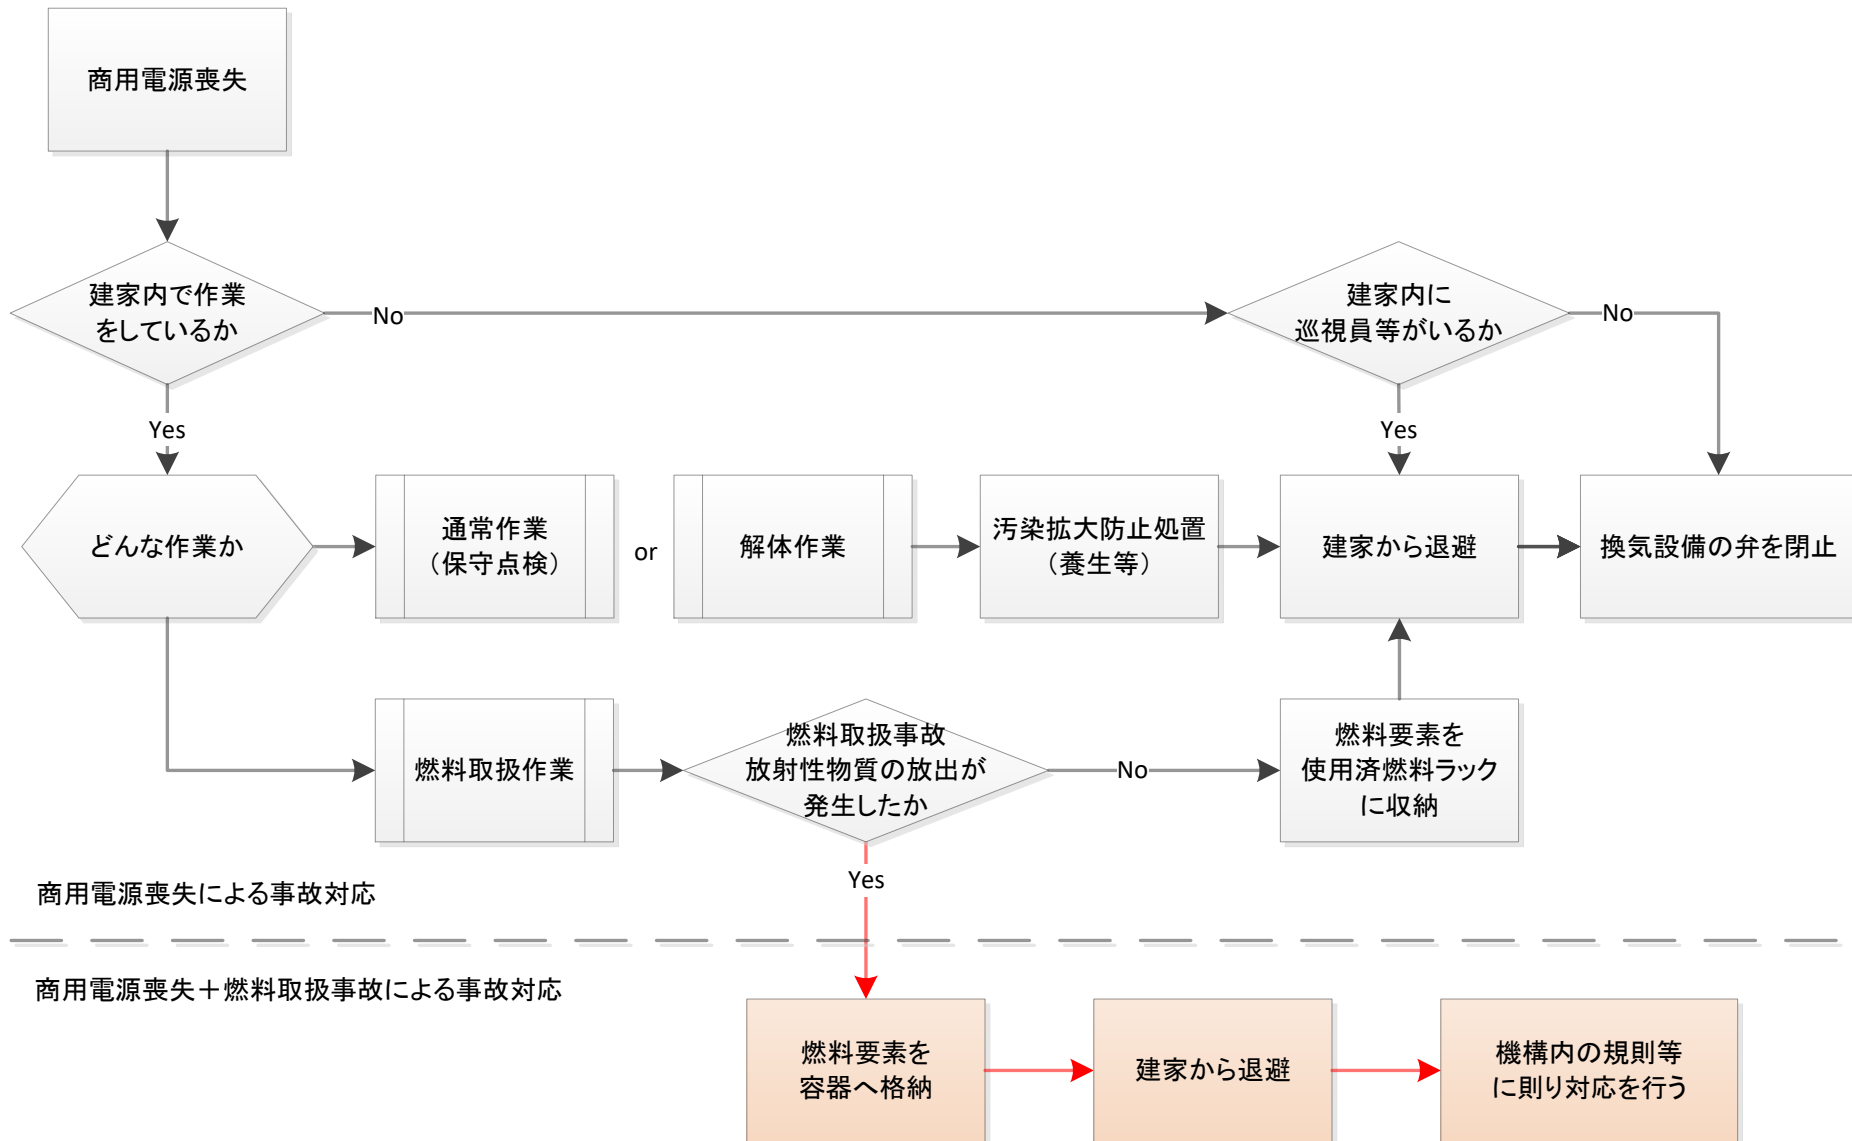 商用電源喪失
建家内で作業
をしているか
No
建家内に
巡視員等がいるか
No
Yes
Yes
どんな作業か
通常作業
（保守点検）
or
解体作業
汚染拡大防止処置
（養生等）
建家から退避
換気設備の弁を閉止
燃料取扱作業
燃料取扱事故
放射性物質の放出が
発生したか
No
燃料要素を
使用済燃料ラック
に収納
Yes
商用電源喪失による事故対応
商用電源喪失＋燃料取扱事故による事故対応
燃料要素を
容器へ格納
建家から退避
機構内の規則等
に則り対応を行う